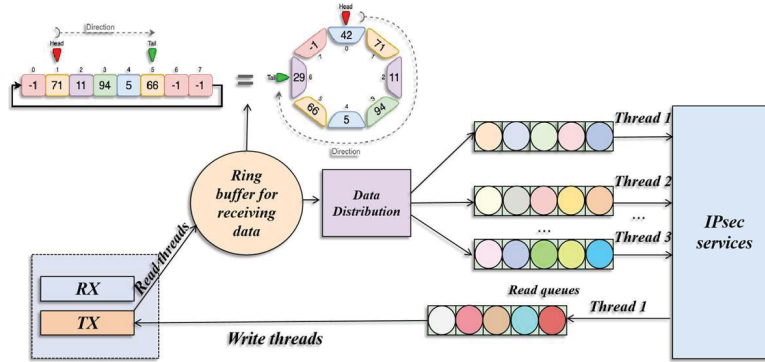 Direction
Head
Tail
0 1 2 3 4 5 6 7
-1 71 11 94 5 66 -1 -1
=
Head
Direction
42
71
11
94
5
66
29
-1
0
1
2
3
4
5
6
7
Tail
Direction
Ring
buffer for
receiving
data
Data
Distribution
Thread 1
Thread 2
...
...
Thread 3
IPsec
services
Read threads
RX
TX
Read queues
Thread 1
Write threads